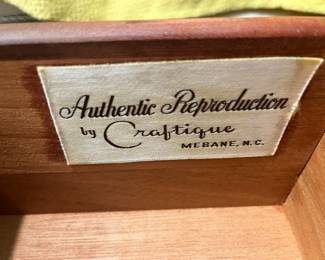 Authentic Reproduction
by Craftique
MEBANE, N.C.